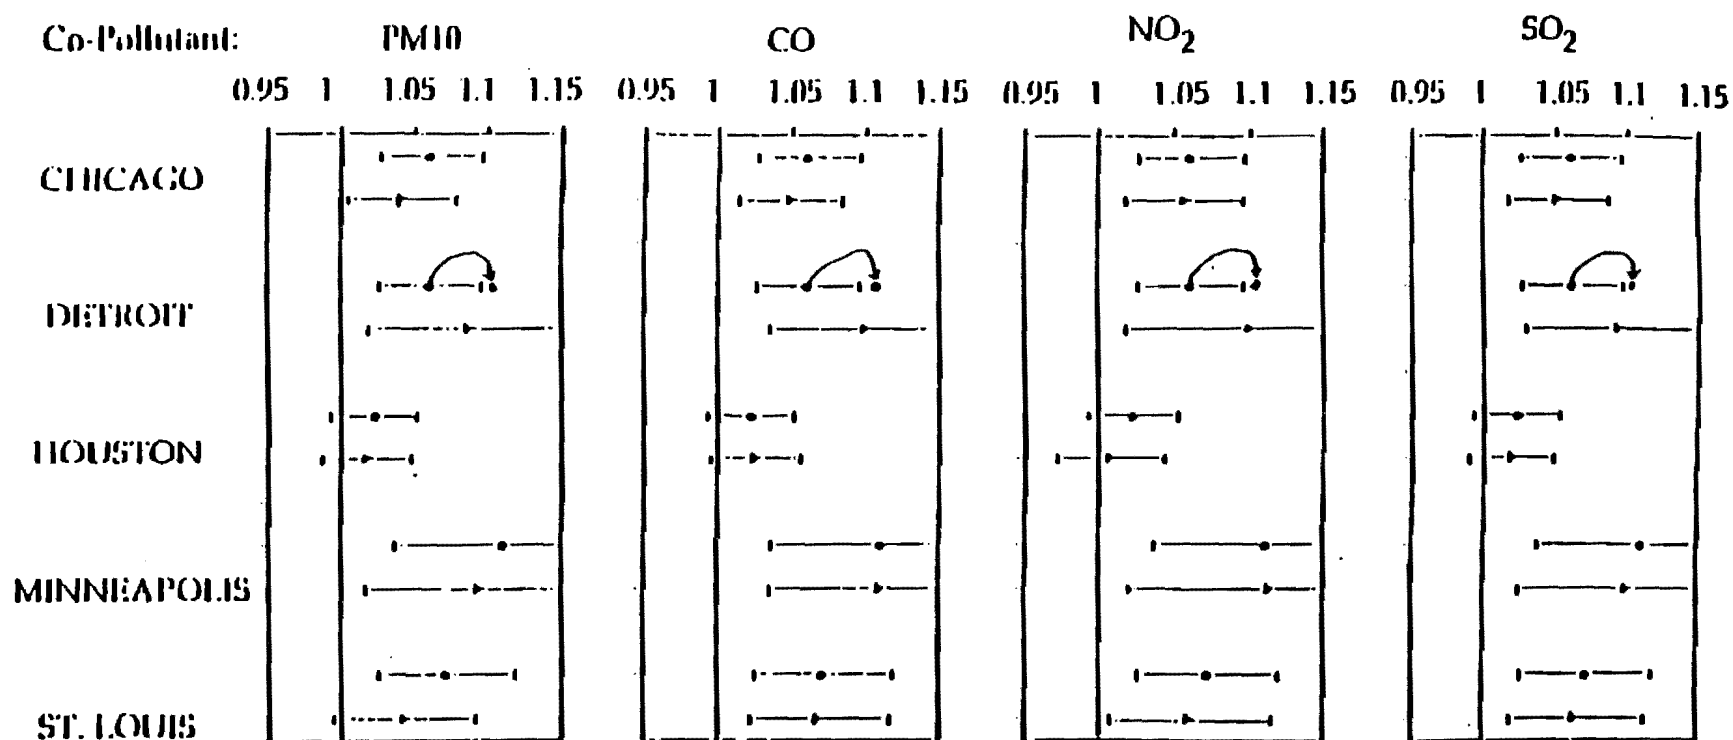 Co-Pollutant: PM10 CO NO₂ SO₂
0.95 1 1.05 1.1 1.15 0.95 1 1.05 1.1 1.15 0.95 1 1.05 1.1 1.15 0.95 1 1.05 1.1 1.15
CHICAGO
DETROIT
HOUSTON
MINNEAPOLIS
ST. LOUIS